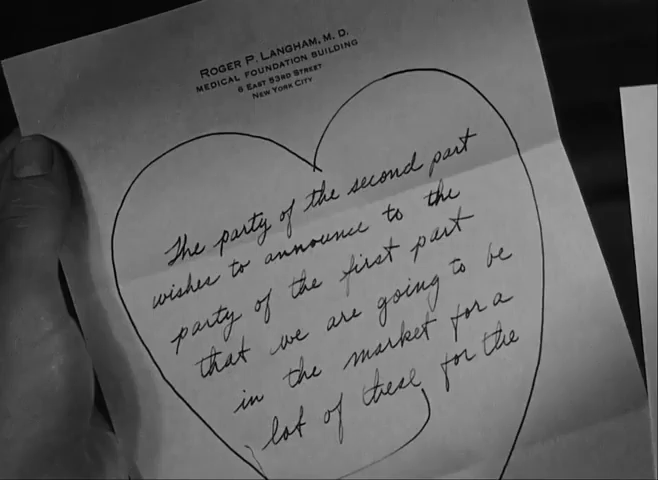 ROGER P. LANGHAM, M. D.
MEDICAL FOUNDATION BUILDING
6 EAST 53RD STREET
NEW YORK CITY
The party of the second part
wishes to announce to the
party of the first part
that we are going to be
in the market for a
lot of these for the